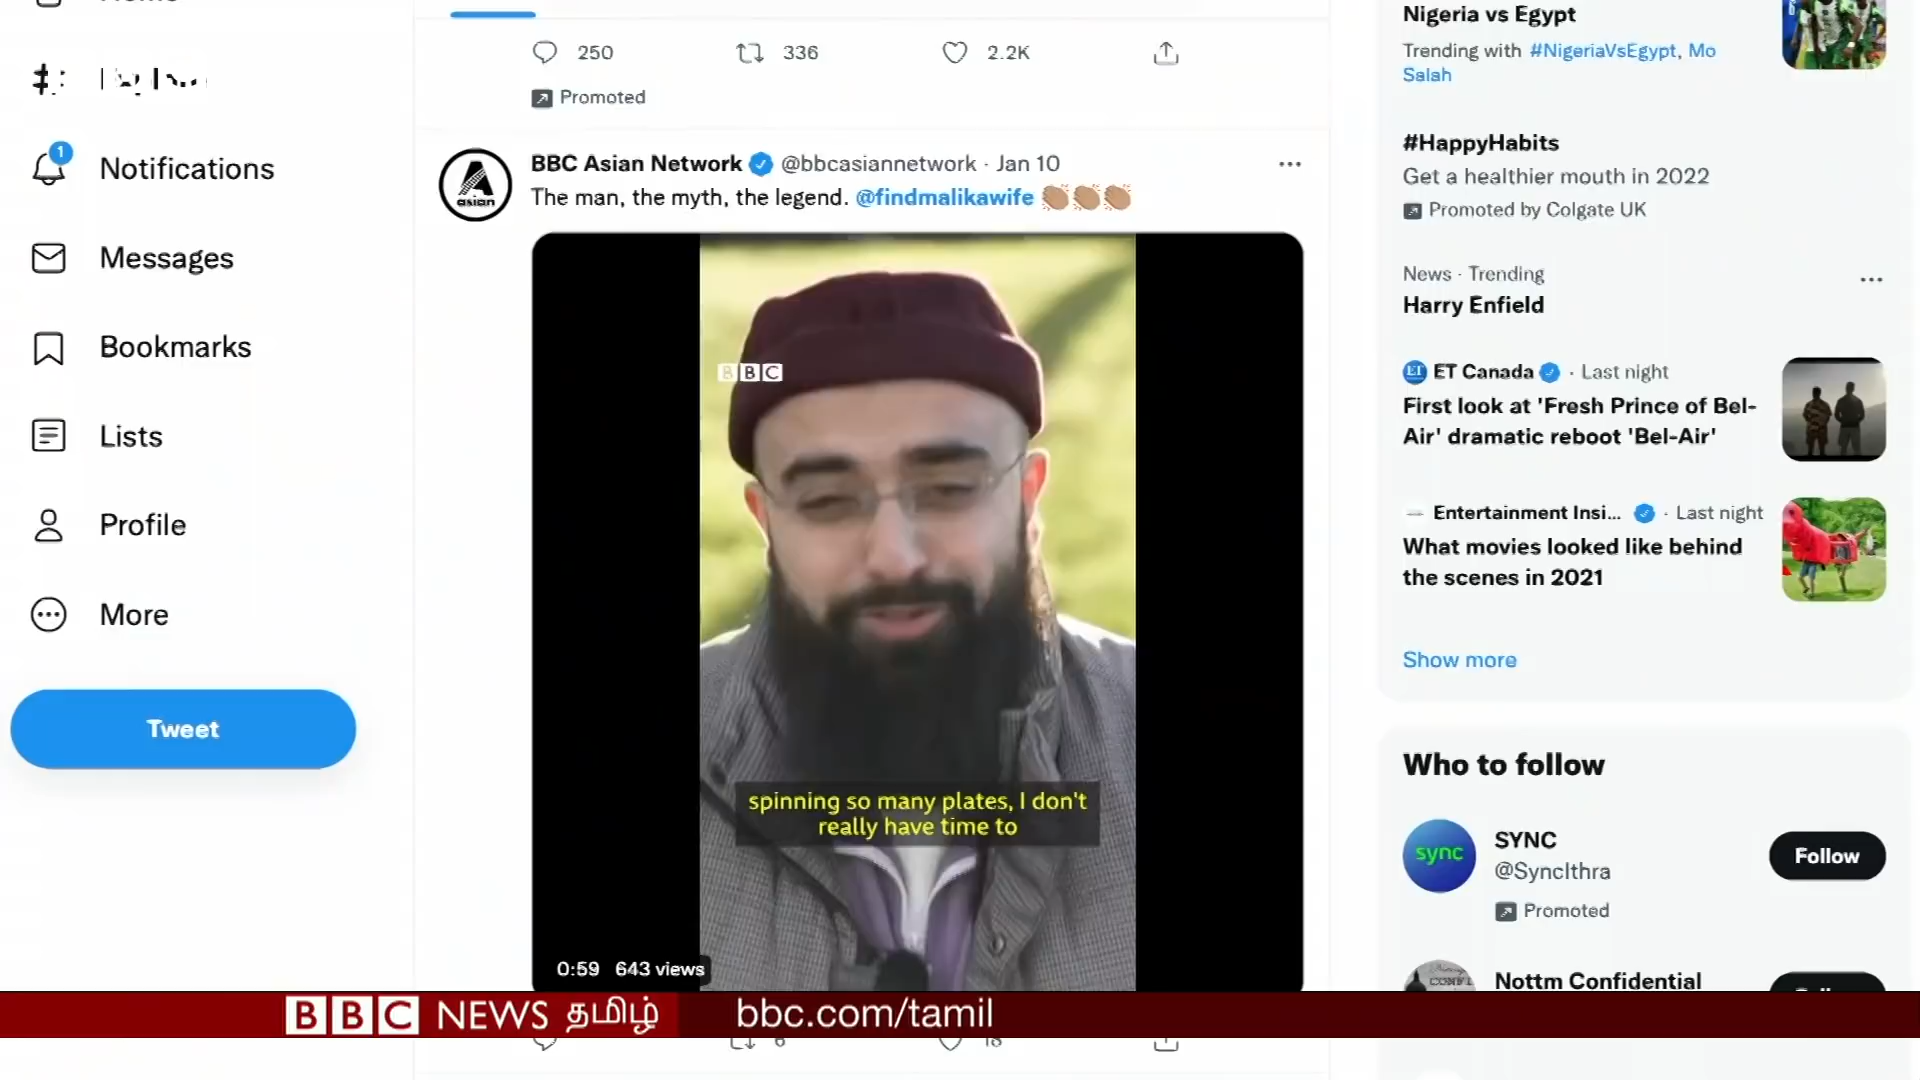 250 336 2.2K
Promoted
Notifications
1
Messages
Bookmarks
Lists
Profile
More
Tweet
BBC Asian Network @bbcasiannetwork · Jan 10
The man, the myth, the legend. @findmalikawife
asian
BBC
spinning so many plates, I don't
really have time to
0:59 643 views
Nigeria vs Egypt
Trending with #NigeriaVsEgypt, Mo
Salah
#HappyHabits
Get a healthier mouth in 2022
Promoted by Colgate UK
News · Trending
Harry Enfield
ET Canada · Last night
First look at 'Fresh Prince of Bel-
Air' dramatic reboot 'Bel-Air'
Entertainment Insi... · Last night
What movies looked like behind
the scenes in 2021
Show more
Who to follow
sync
SYNC
@SyncIthra
Promoted
Follow
Nottm Confidential
BBC NEWS தமிழ் bbc.com/tamil